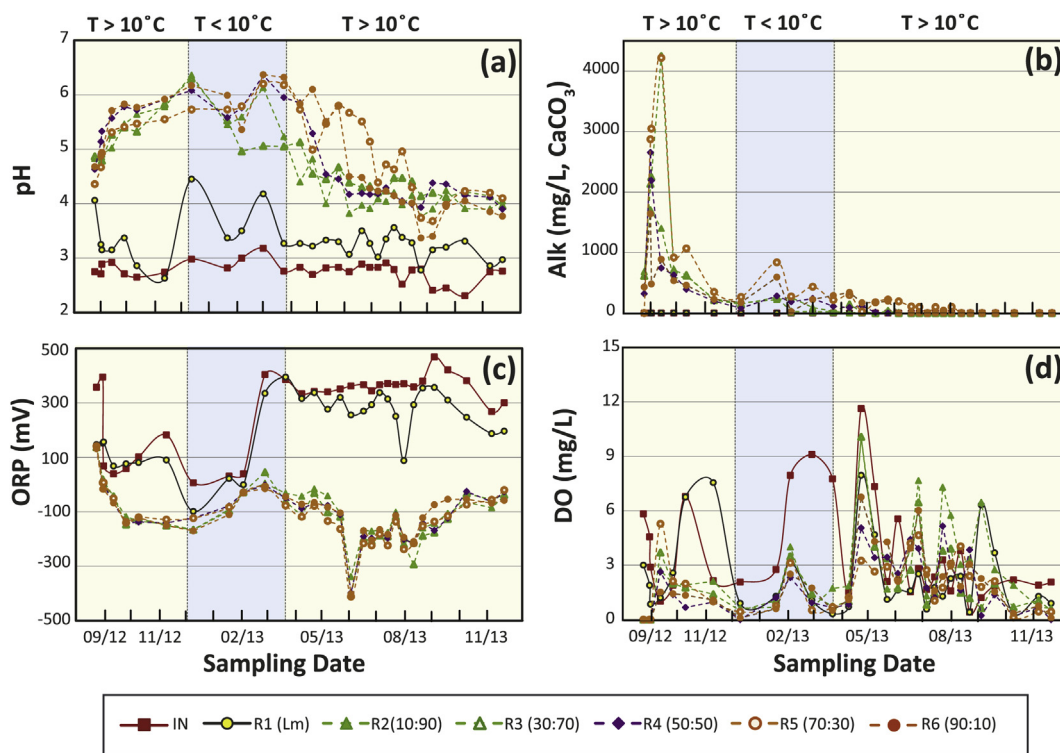 T > 10˚C T < 10˚C T > 10˚C
T > 10˚C T < 10˚C T > 10˚C
7
6
5
4
3
2
pH
(a)
4000
3000
2000
1000
0
Alk (mg/L, CaCO3)
(b)
500
300
100
-100
-300
-500
ORP (mV)
(c)
09/12 11/12 02/13 05/13 08/13 11/13
Sampling Date
15
12
9
6
3
0
DO (mg/L)
(d)
09/12 11/12 02/13 05/13 08/13 11/13
Sampling Date
IN R1 (Lm) R2(10:90) R3 (30:70) R4 (50:50) R5 (70:30) R6 (90:10)